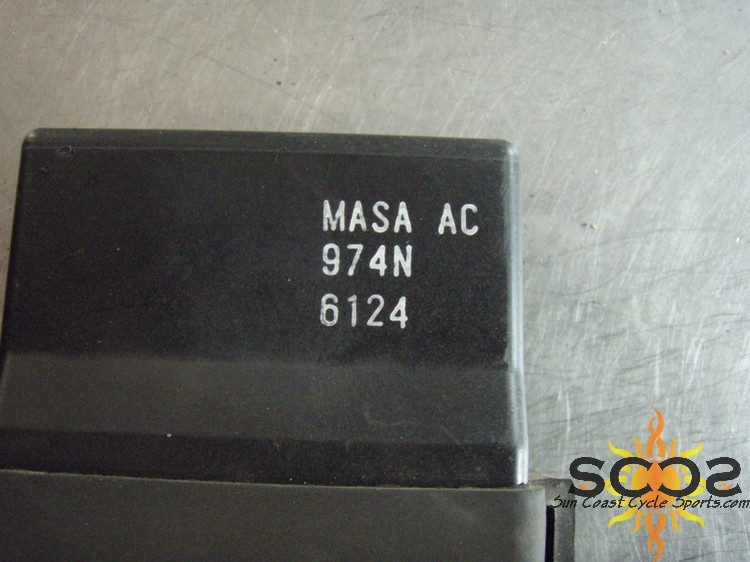 MASA AC
974N
6124
SCCS
Sun Coast Cycle Sports.com